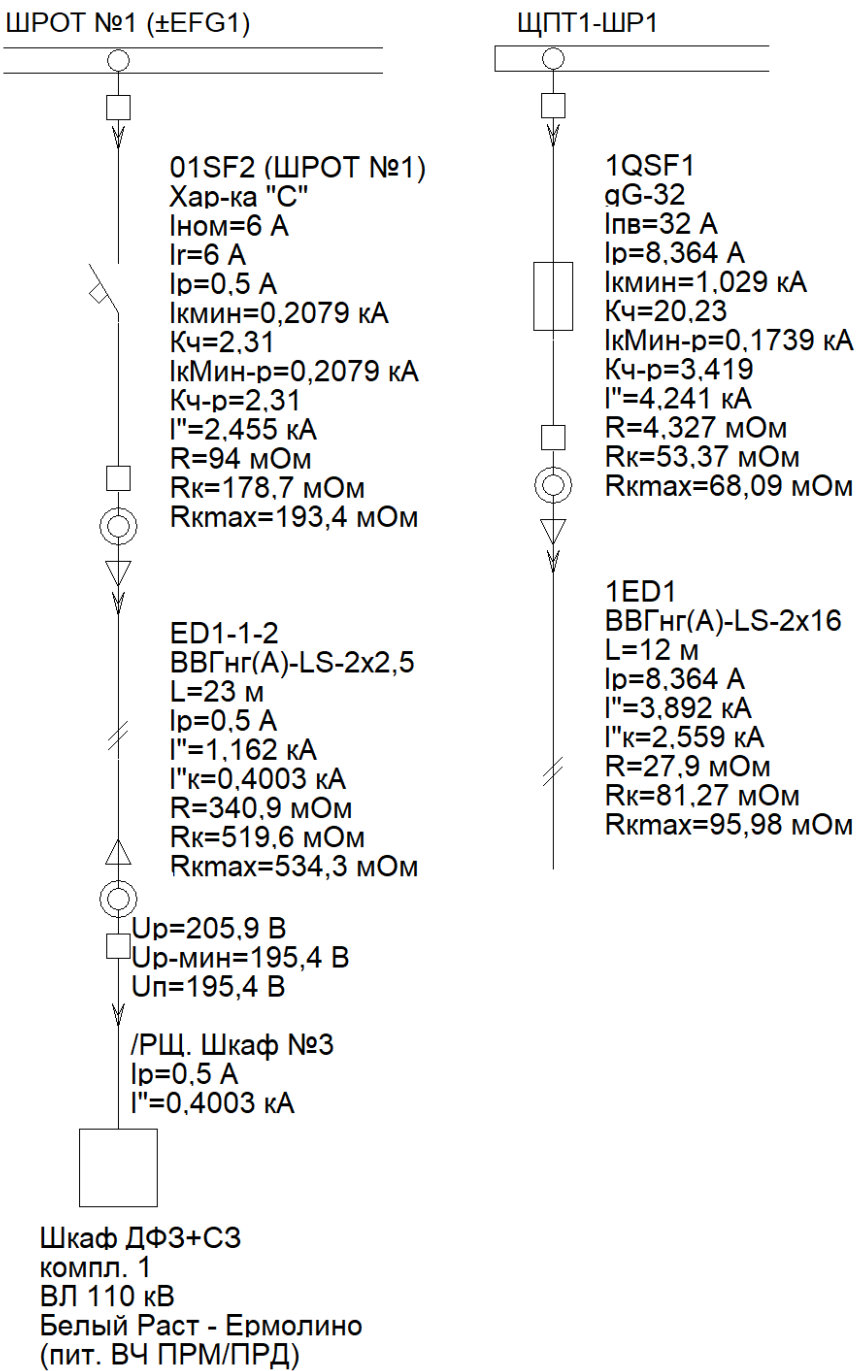 ШРОТ №1 (±EFG1)
01SF2 (ШРОТ №1)
Хар-ка "C"
Iном=6 А
Ir=6 А
Iр=0,5 А
Iкмин=0,2079 кА
Кч=2,31
IкМин-р=0,2079 кА
Кч-р=2,31
I"=2,455 кА
R=94 мОм
Rк=178,7 мОм
Rкmax=193,4 мОм
ED1-1-2
ВВГнг(А)-LS-2x2,5
L=23 м
Iр=0,5 А
I"=1,162 кА
I"к=0,4003 кА
R=340,9 мОм
Rк=519,6 мОм
Rкmax=534,3 мОм
Uр=205,9 В
Uр-мин=195,4 В
Uп=195,4 В
/РЩ. Шкаф №3
Iр=0,5 А
I"=0,4003 кА
Шкаф ДФЗ+СЗ
компл. 1
ВЛ 110 кВ
Белый Раст - Ермолино
(пит. ВЧ ПРМ/ПРД)
ЩПТ1-ШР1
1QSF1
gG-32
Iпв=32 А
Iр=8,364 А
Iкмин=1,029 кА
Кч=20,23
IкМин-р=0,1739 кА
Кч-р=3,419
I"=4,241 кА
R=4,327 мОм
Rк=53,37 мОм
Rкmax=68,09 мОм
1ED1
ВВГнг(А)-LS-2x16
L=12 м
Iр=8,364 А
I"=3,892 кА
I"к=2,559 кА
R=27,9 мОм
Rк=81,27 мОм
Rкmax=95,98 мОм